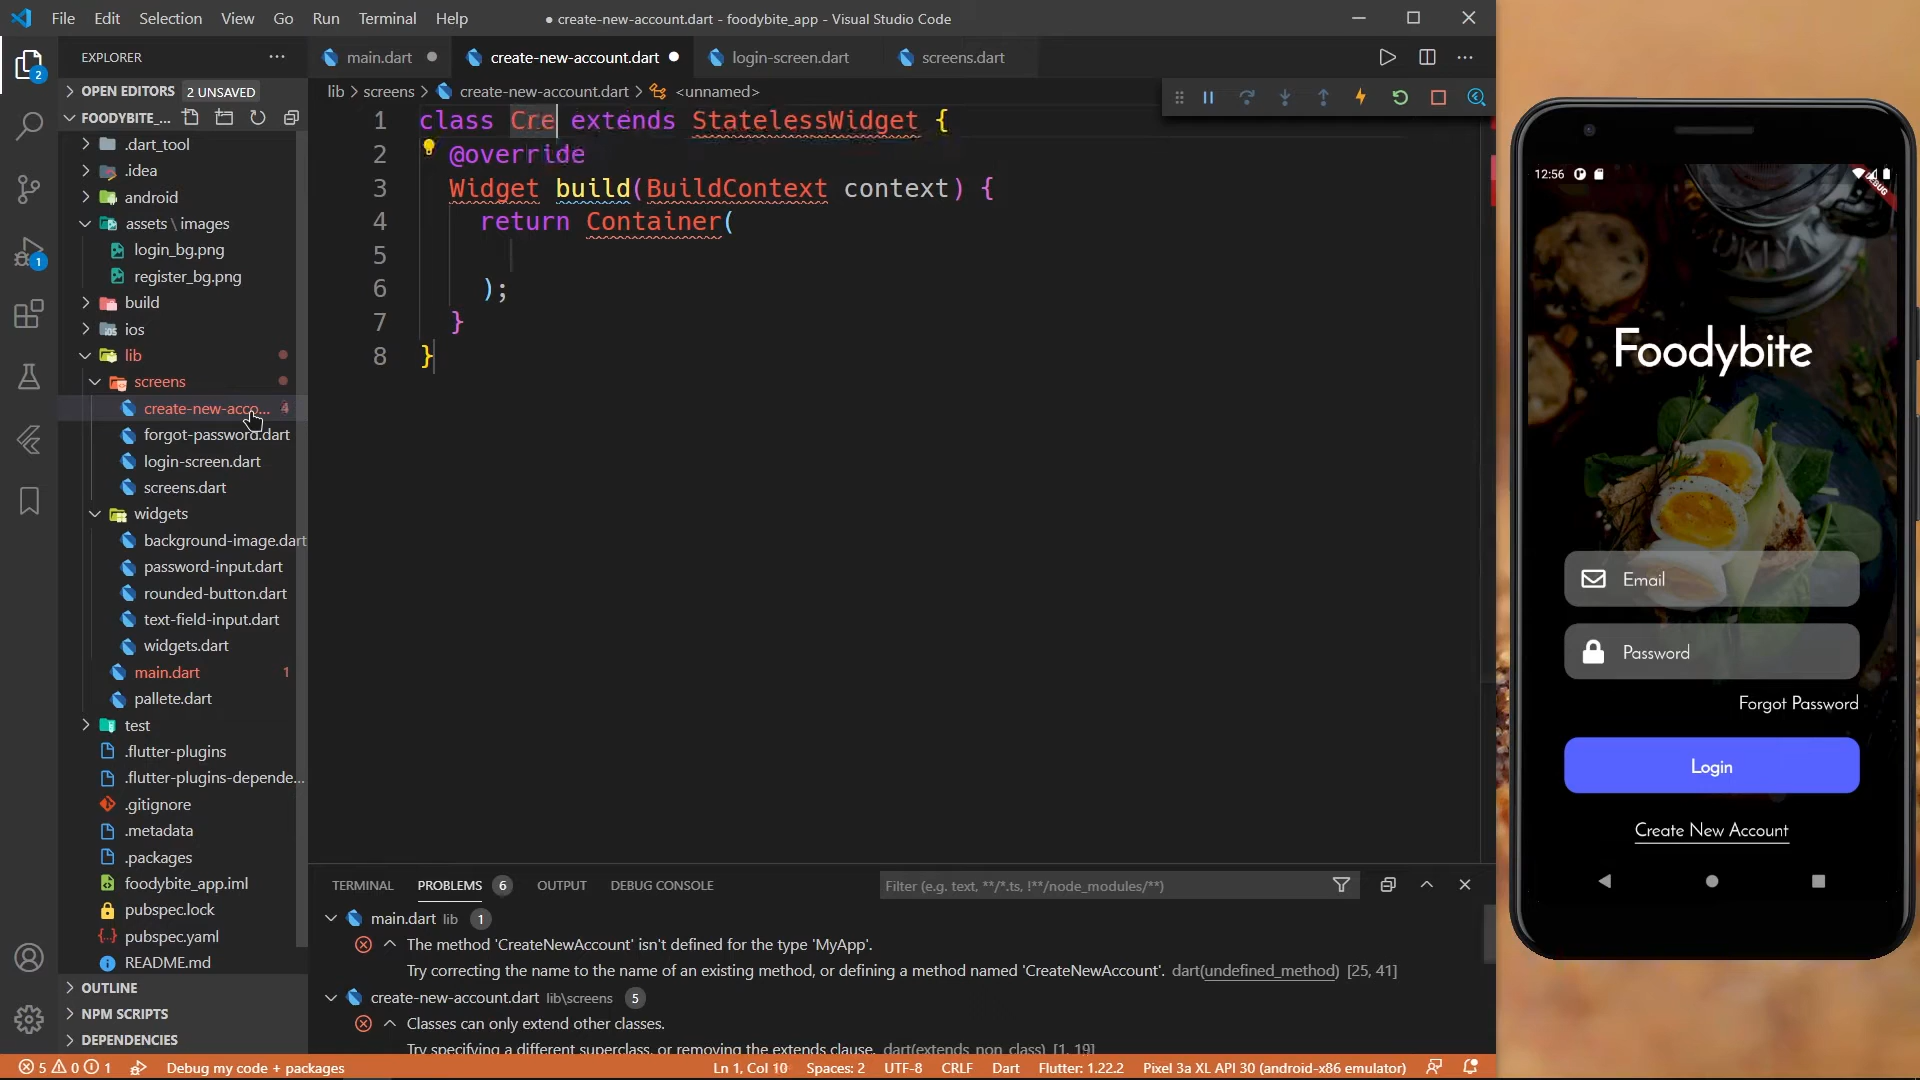 File Edit Selection View Go Run Terminal Help
● create-new-account.dart - foodybite_app - Visual Studio Code
EXPLORER
main.dart
create-new-account.dart
login-screen.dart
screens.dart
OPEN EDITORS 2 UNSAVED
lib > screens > create-new-account.dart > <unnamed>
FOODYBITE_...
.dart_tool
.idea
android
assets \ images
login_bg.png
register_bg.png
build
ios
lib
screens
create-new-acco... 4
forgot-password.dart
login-screen.dart
screens.dart
widgets
background-image.dart
password-input.dart
rounded-button.dart
text-field-input.dart
widgets.dart
main.dart 1
pallete.dart
test
.flutter-plugins
.flutter-plugins-depende...
.gitignore
.metadata
.packages
foodybite_app.iml
pubspec.lock
pubspec.yaml
README.md
OUTLINE
NPM SCRIPTS
DEPENDENCIES
2
1
1 class Cre extends StatelessWidget {
2 @override
3 Widget build(BuildContext context) {
4 return Container(
5
6 );
7 }
8 }
TERMINAL PROBLEMS 6 OUTPUT DEBUG CONSOLE
Filter (e.g. text, **/*.ts, !**/node_modules/**)
main.dart lib 1
The method 'CreateNewAccount' isn't defined for the type 'MyApp'.
Try correcting the name to the name of an existing method, or defining a method named 'CreateNewAccount'. dart(undefined_method) [25, 41]
create-new-account.dart lib\screens 5
Classes can only extend other classes.
Try specifying a different superclass, or removing the extends clause. dart(extends_non_class) [1, 19]
5 0 1 Debug my code + packages
Ln 1, Col 10 Spaces: 2 UTF-8 CRLF Dart Flutter: 1.22.2 Pixel 3a XL API 30 (android-x86 emulator)
12:56
DEBUG
Foodybite
Email
Password
Forgot Password
Login
Create New Account